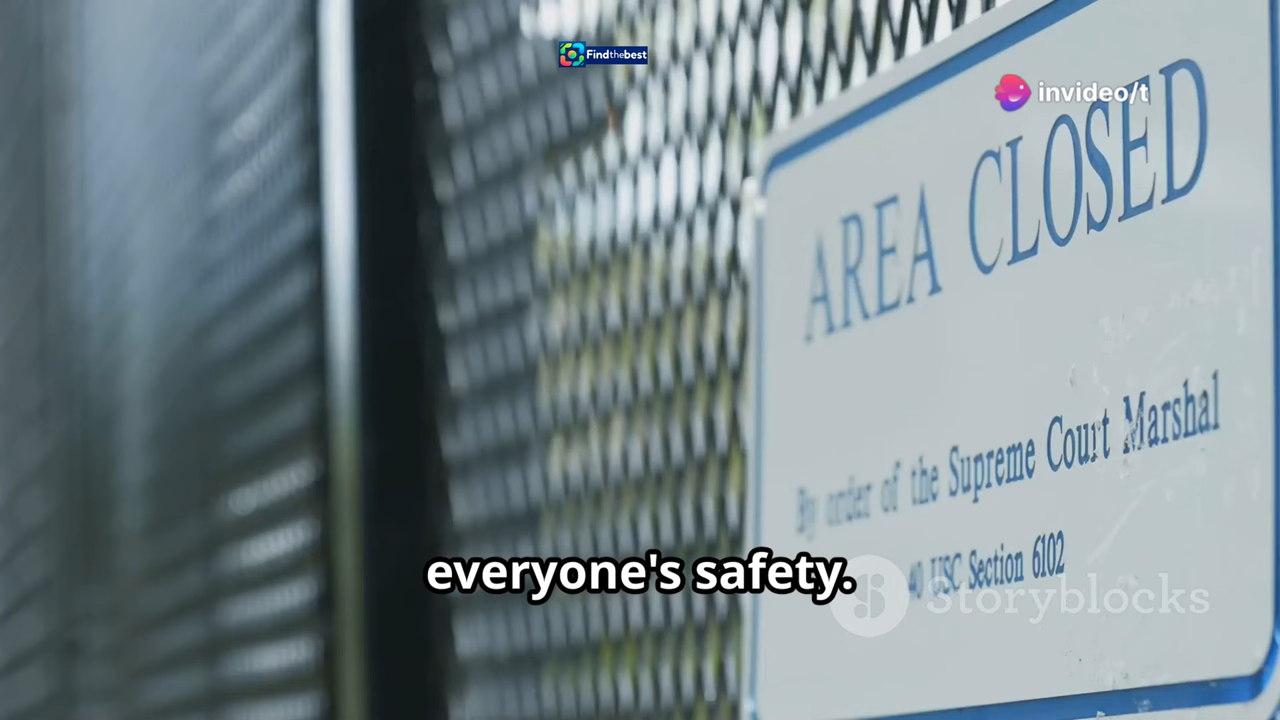 Findthebest
invideo/t
AREA CLOSED
By order of the Supreme Court Marshal
40 USC Section 6102
everyone's safety.
Storyblocks